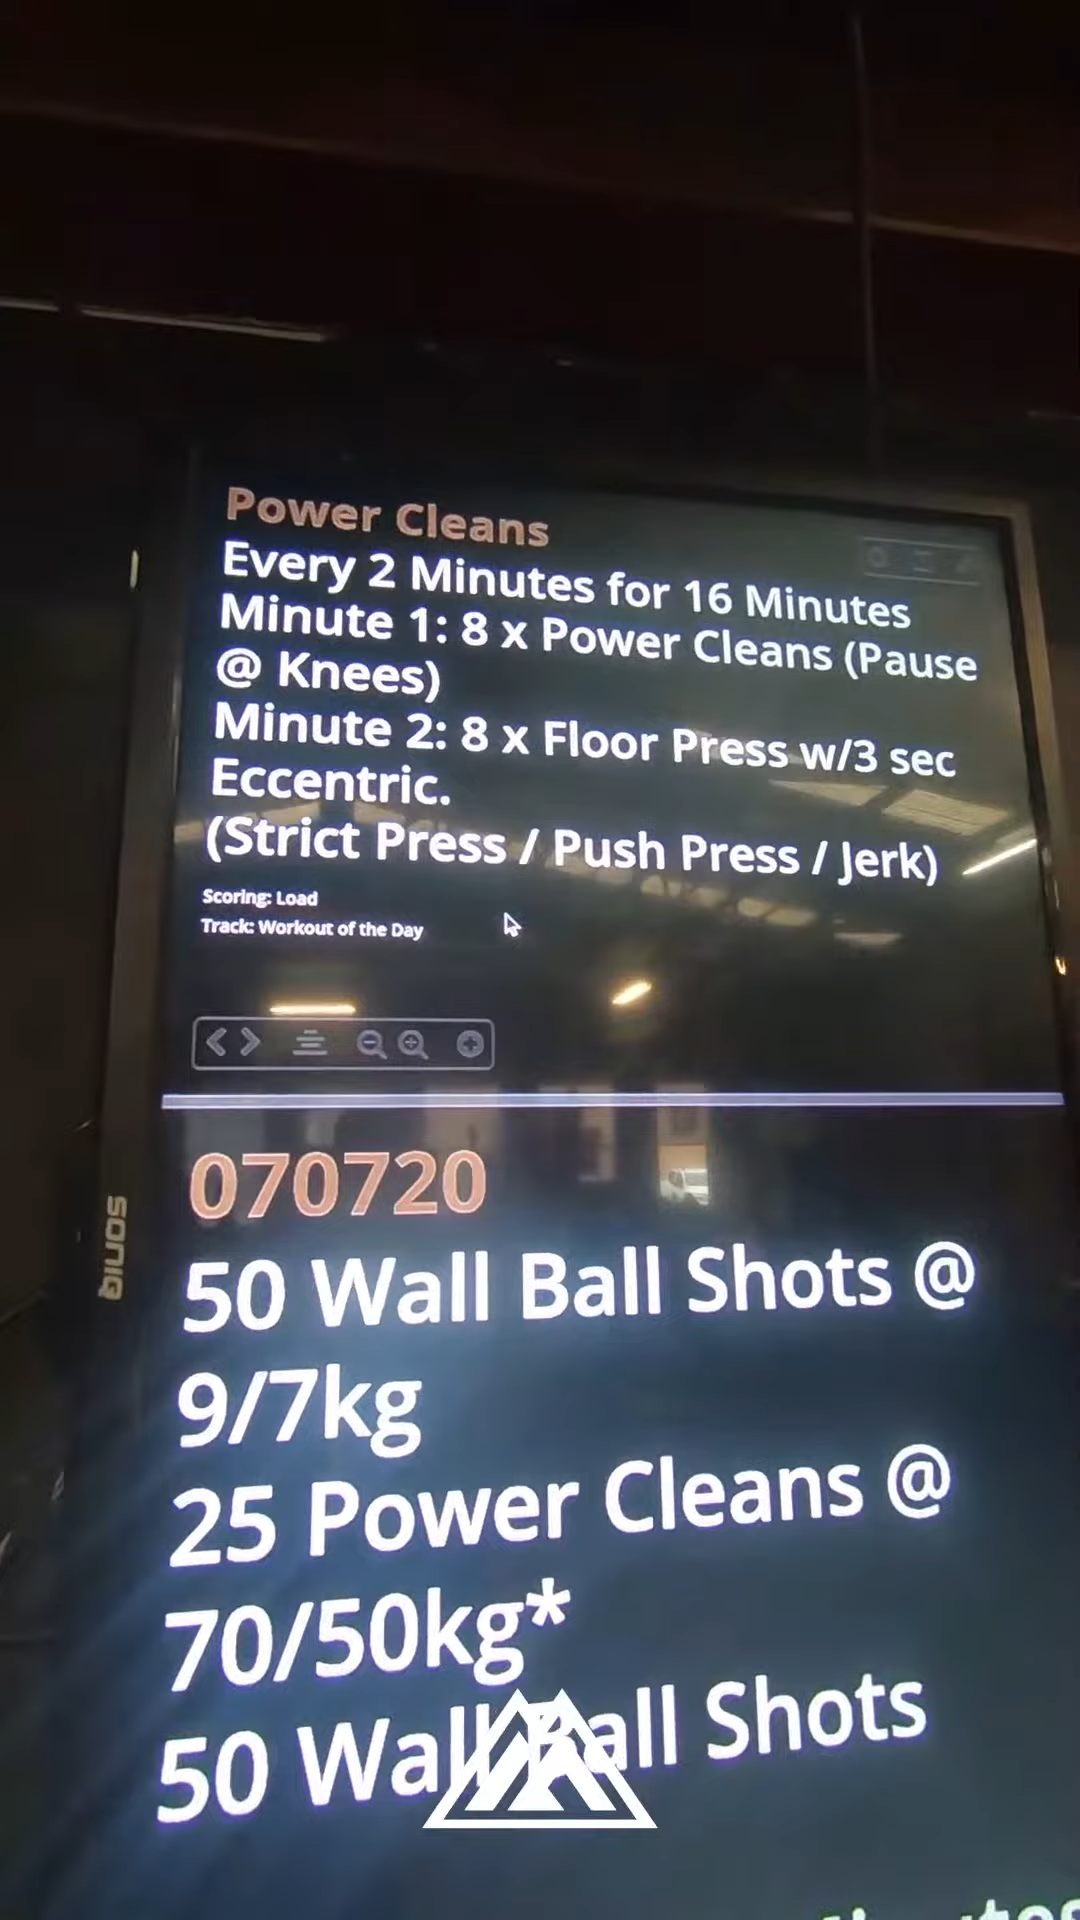 Power Cleans
Every 2 Minutes for 16 Minutes
Minute 1: 8 x Power Cleans (Pause
@ Knees)
Minute 2: 8 x Floor Press w/3 sec
Eccentric.
(Strict Press / Push Press / Jerk)
Scoring: Load
Track: Workout of the Day
070720
soniq
50 Wall Ball Shots @
9/7kg
25 Power Cleans @
70/50kg*
50 Wall Ball Shots